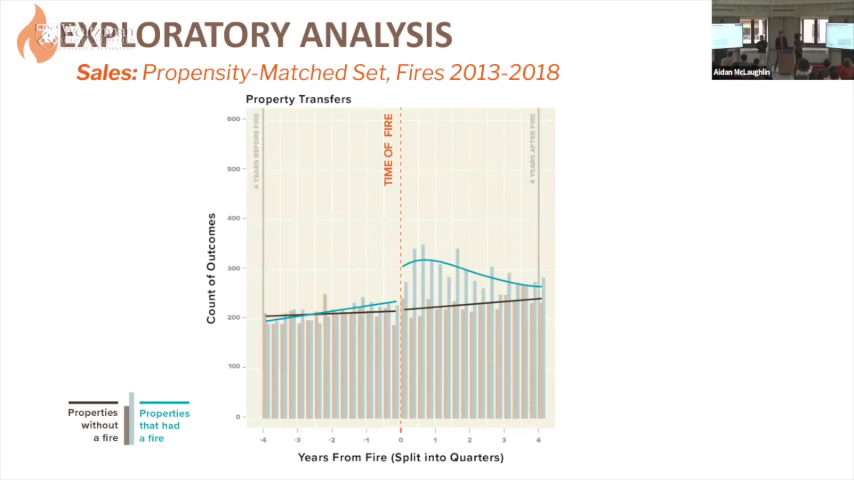 EXPLORATORY ANALYSIS
Sales: Propensity-Matched Set, Fires 2013-2018
Aidan McLaughlin
Property Transfers
600
500
400
300
200
100
0
Count of Outcomes
4 YEARS BEFORE FIRE
TIME OF FIRE
4 YEARS AFTER FIRE
-4 -3 -2 -1 0 1 2 3 4
Years From Fire (Split into Quarters)
Properties
without
a fire
Properties
that had
a fire